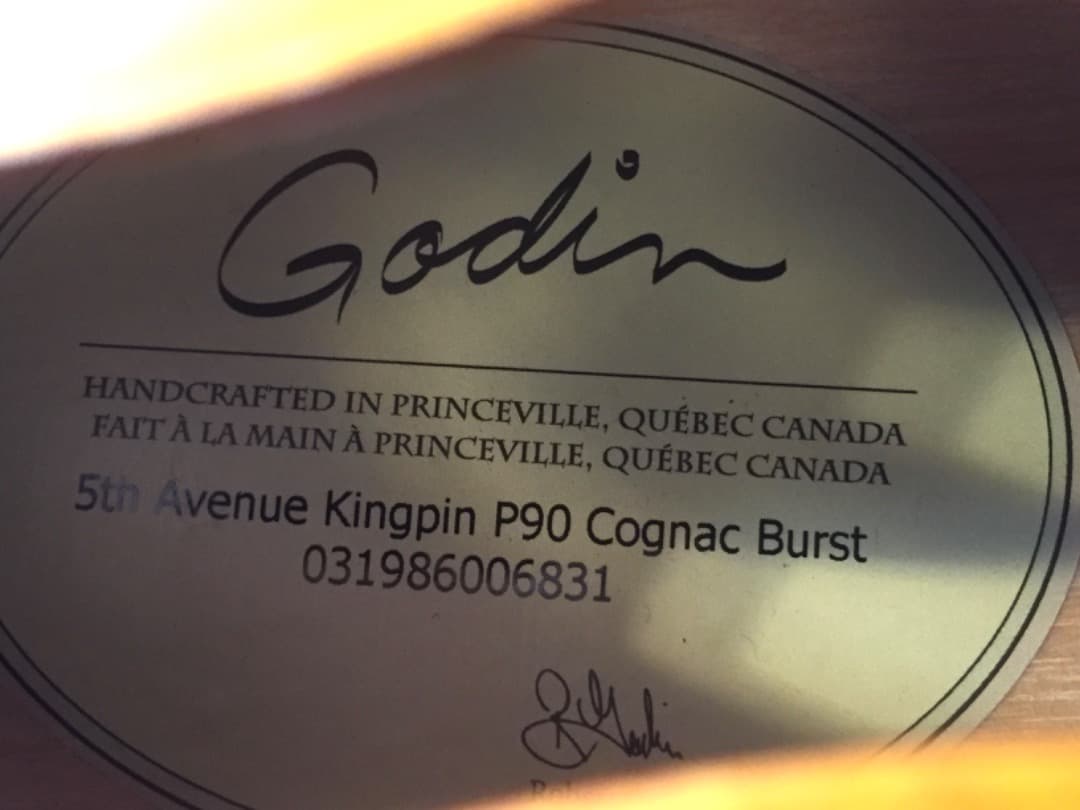 Godin
HANDCRAFTED IN PRINCEVILLE, QUÉBEC CANADA
FAIT À LA MAIN À PRINCEVILLE, QUÉBEC CANADA
5th Avenue Kingpin P90 Cognac Burst
031986006831
R Godin